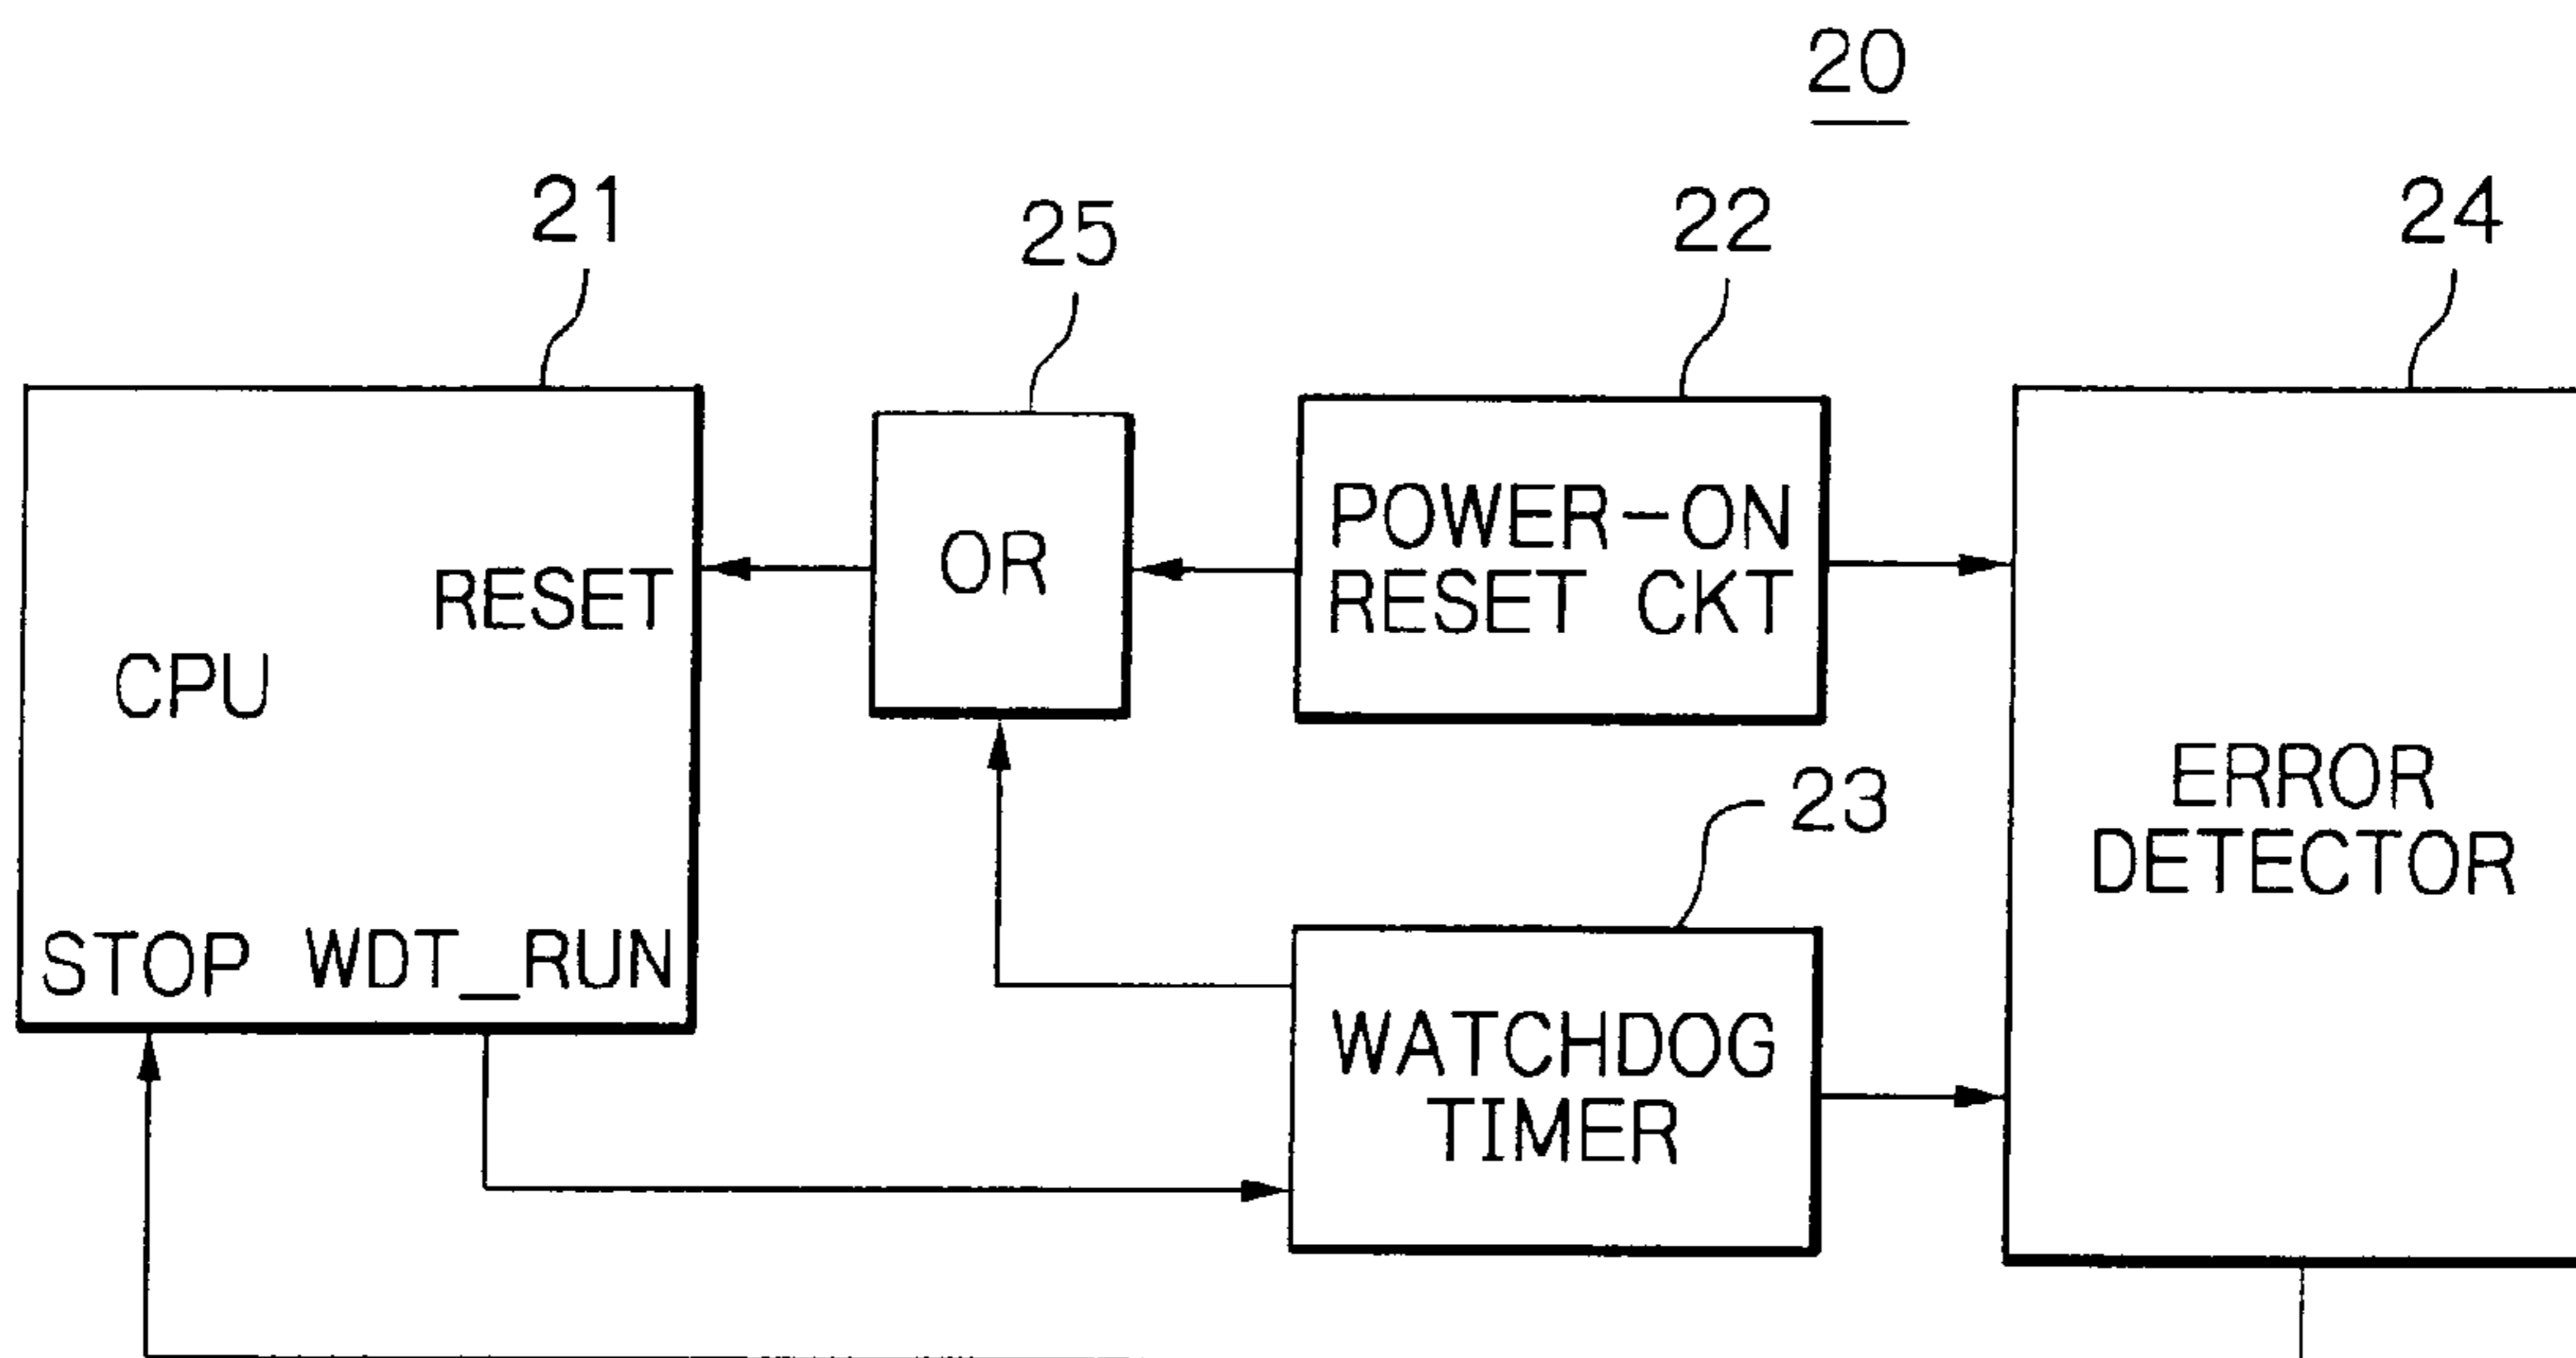 20
21
25
22
24
POWER-ON
OR
RESET
RESET CKT
CPU
ERROR
23
DETECTOR
STOP WDT_RUN
WATCHDOG
TIMER